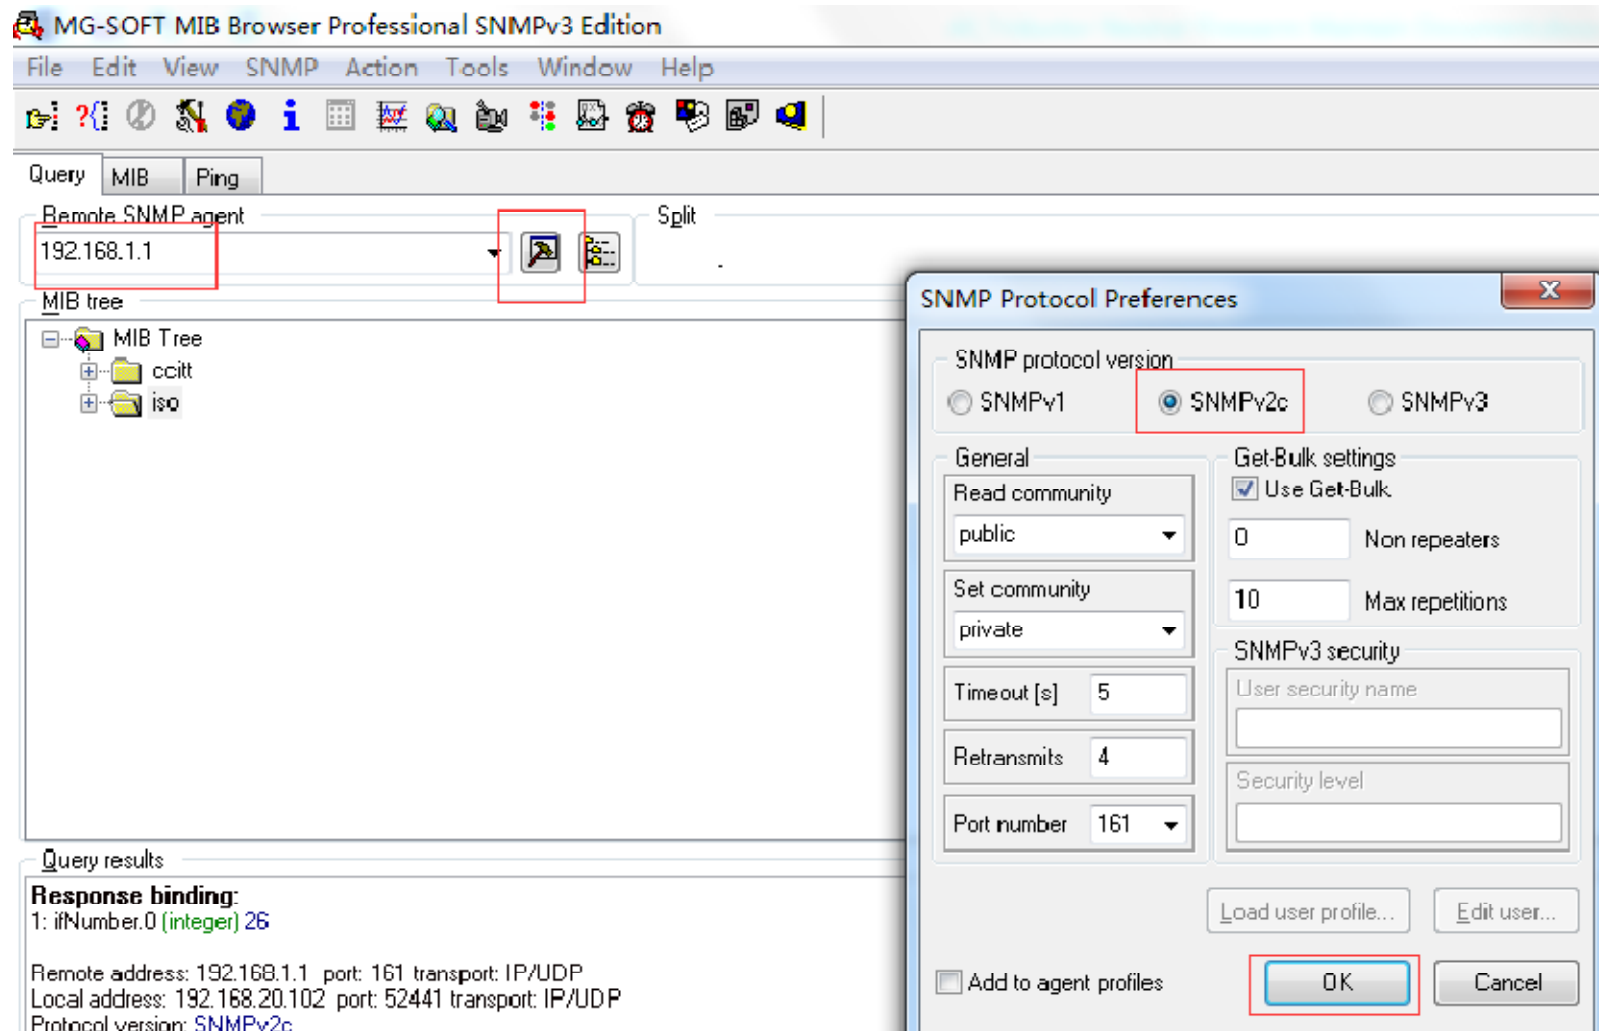 MG-SOFT MIB Browser Professional SNMPv3 Edition
File Edit View SNMP Action Tools Window Help
Query MIB Ping
Remote SNMP agent
Split
192.168.1.1
MIB tree
MIB Tree
ccitt
iso
Query results
Response binding:
1: ifNumber.0 (integer) 26
Remote address: 192.168.1.1 port: 161 transport: IP/UDP
Local address: 192.168.20.102 port: 52441 transport: IP/UDP
Protocol version: SNMPv2c
SNMP Protocol Preferences
SNMP protocol version
SNMPv1 SNMPv2c SNMPv3
General
Read community
public
Set community
private
Timeout [s] 5
Retransmits 4
Port number 161
Get-Bulk settings
Use Get-Bulk
0 Non repeaters
10 Max repetitions
SNMPv3 security
User security name
Security level
Load user profile... Edit user...
Add to agent profiles OK Cancel